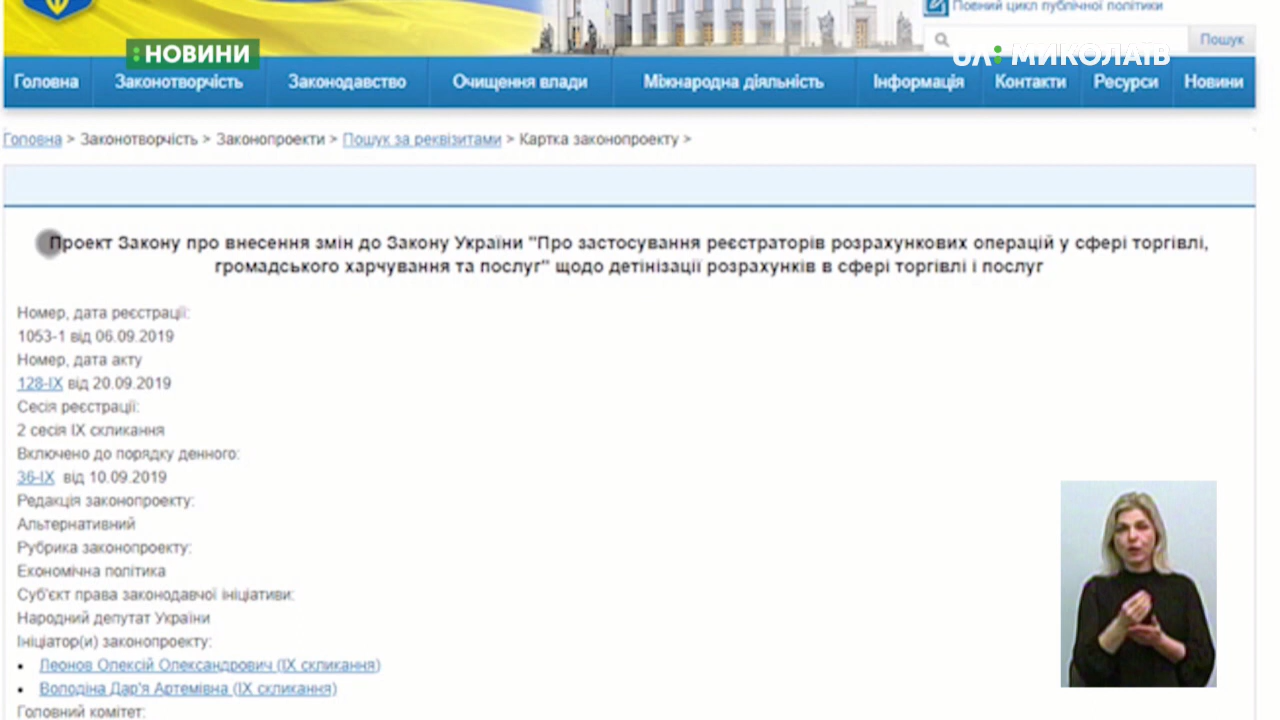 Повний цикл публічної політики
: НОВИНИ
Пошук
UA: МИКОЛАЇВ
Головна Законотворчість Законодавство Очищення влади Міжнародна діяльність Інформація Контакти Ресурси Новини
Головна > Законотворчість > Законопроекти > Пошук за реквізитами > Картка законопроекту >
Проект Закону про внесення змін до Закону України "Про застосування реєстраторів розрахункових операцій у сфері торгівлі,
громадського харчування та послуг" щодо детінізації розрахунків в сфері торгівлі і послуг
Номер, дата реєстрації:
1053-1 від 06.09.2019
Номер, дата акту
128-IX від 20.09.2019
Сесія реєстрації:
2 сесія IX скликання
Включено до порядку денного:
36-IX від 10.09.2019
Редакція законопроекту:
Альтернативний
Рубрика законопроекту:
Економічна політика
Суб'єкт права законодавчої ініціативи:
Народний депутат України
Ініціатор(и) законопроекту:
• Леонов Олексій Олександрович (IX скликання)
• Володіна Дар'я Артемівна (IX скликання)
Головний комітет: